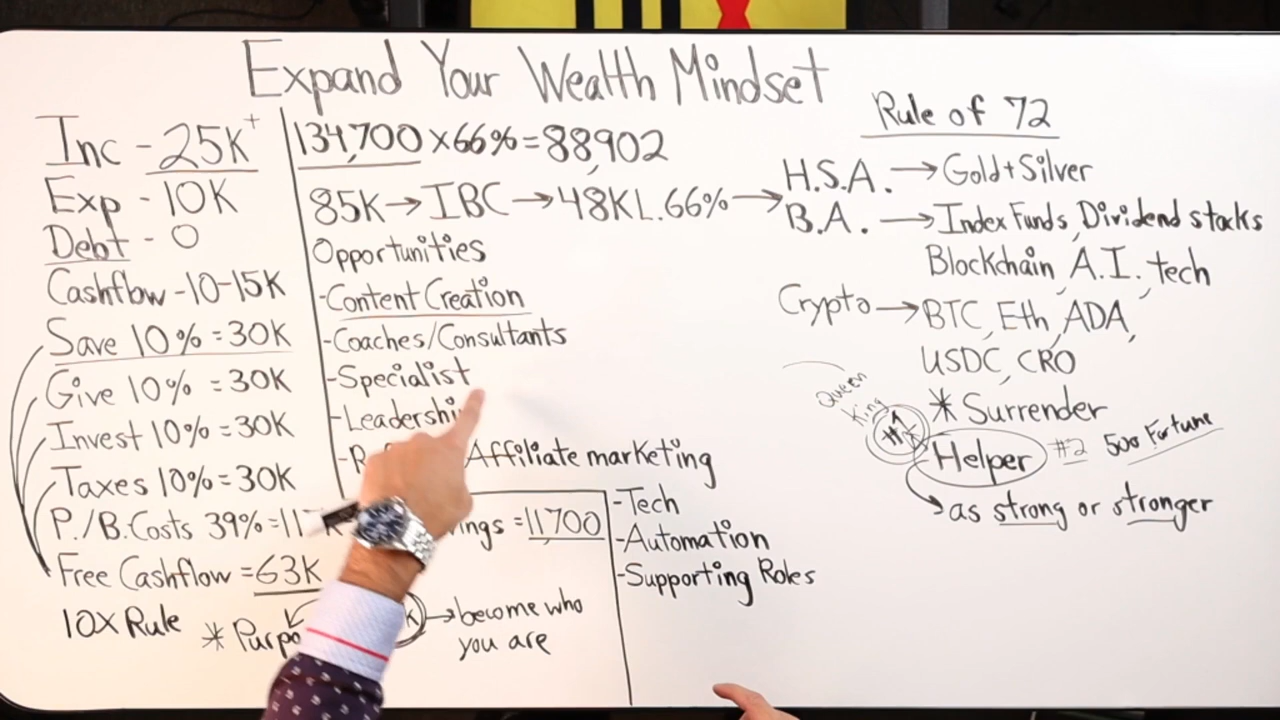 Expand Your Wealth Mindset
Inc - 25K+
Exp - 10K
Debt - 0
Cashflow - 10-15K
Save 10% = 30K
Give 10% = 30K
Invest 10% = 30K
Taxes 10% = 30K
P./B. Costs 39% = 11
Free Cashflow = 63K
10X Rule
* Purpo
134,700 x 66% = 88,902
85K → IBC → 48K L. 66% →
Opportunities
- Content Creation
- Coaches/Consultants
- Specialist
- Leadershi
Affiliate marketing
ings = 11,700
→ become who
you are
- Tech
- Automation
- Supporting Roles
Rule of 72
H.S.A. → Gold + Silver
B.A. → Index Funds, Dividend stocks
Blockchain, A.I., tech
Crypto → BTC, Eth, ADA,
USDC, CRO
* Surrender
Queen
King
Helper #2 500 Fortune
as strong or stronger